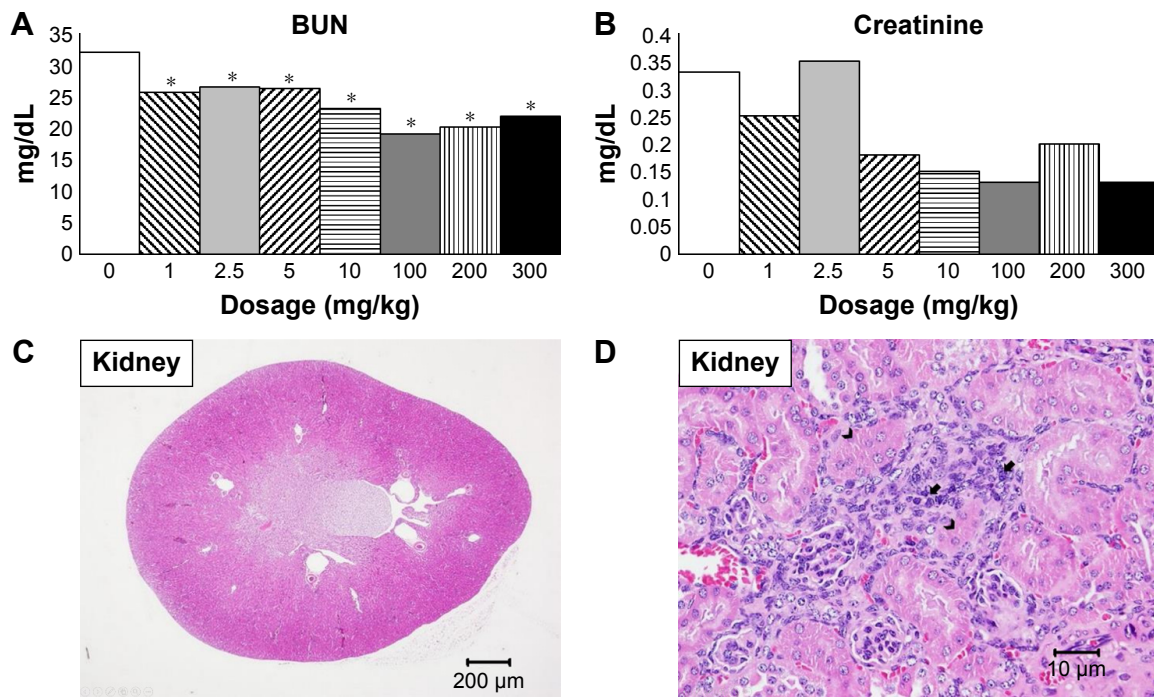 A
BUN
mg/dL
35
30
25
20
15
10
5
0
* * * * * * *
0 1 2.5 5 10 100 200 300
Dosage (mg/kg)
B
Creatinine
mg/dL
0.4
0.35
0.3
0.25
0.2
0.15
0.1
0.05
0
0 1 2.5 5 10 100 200 300
Dosage (mg/kg)
C
Kidney
200 µm
D
Kidney
10 µm